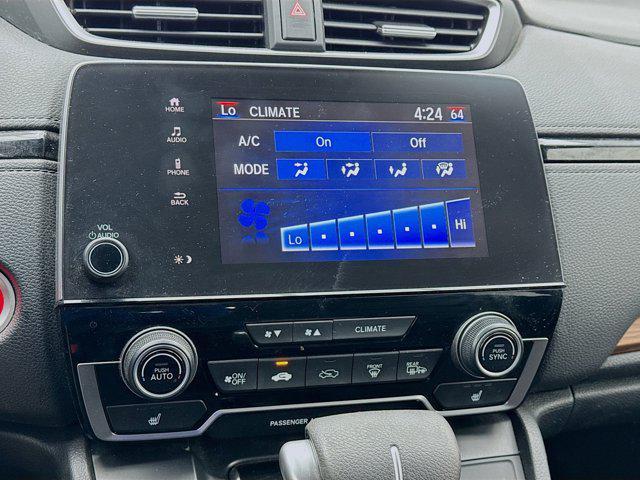 HOME
AUDIO
PHONE
BACK
VOL
AUDIO
Lo CLIMATE 4:24 64
A/C On Off
MODE
Lo Hi
CLIMATE
PUSH
AUTO
ON/
OFF
FRONT
REAR
PUSH
SYNC
PASSENGER